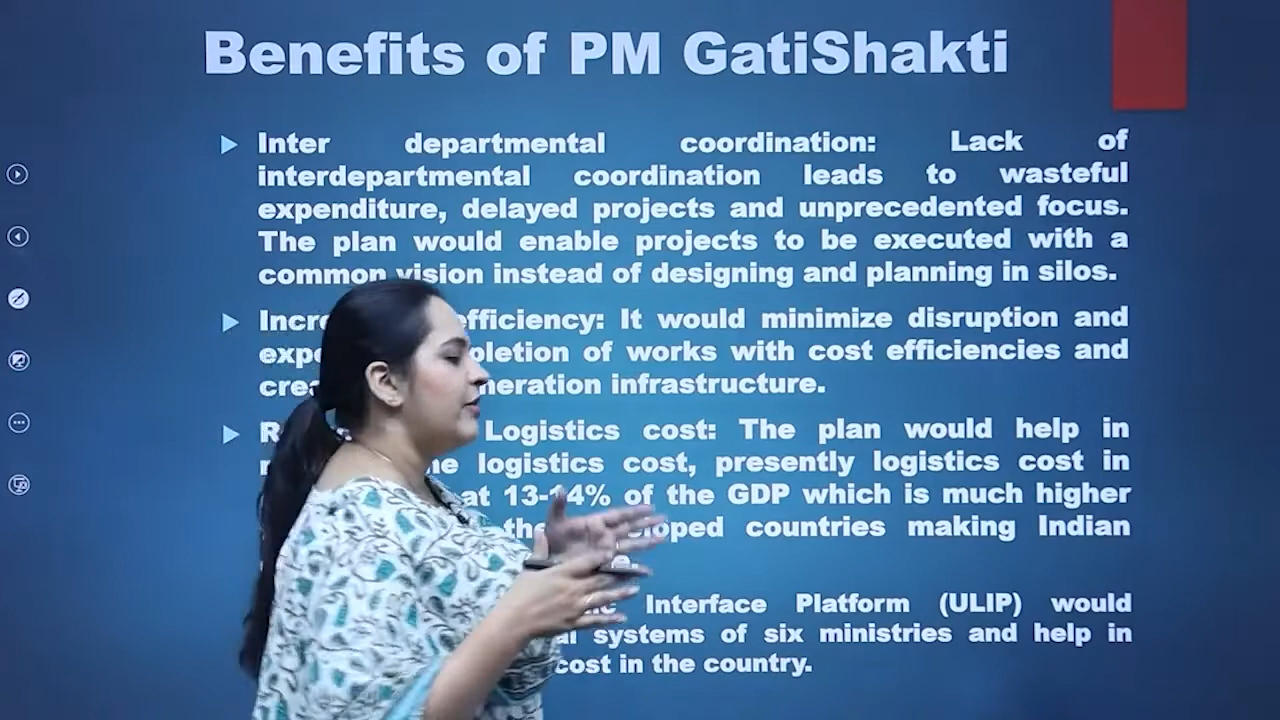 Benefits of PM GatiShakti
Inter departmental coordination: Lack of
interdepartmental coordination leads to wasteful
expenditure, delayed projects and unprecedented focus.
The plan would enable projects to be executed with a
common vision instead of designing and planning in silos.
efficiency: It would minimize disruption and
of works with cost efficiencies and
infrastructure.
Logistics cost: The plan would help in
logistics cost, presently logistics cost in
at 13-14% of the GDP which is much higher
countries making Indian
Interface Platform (ULIP) would
systems of six ministries and help in
cost in the country.